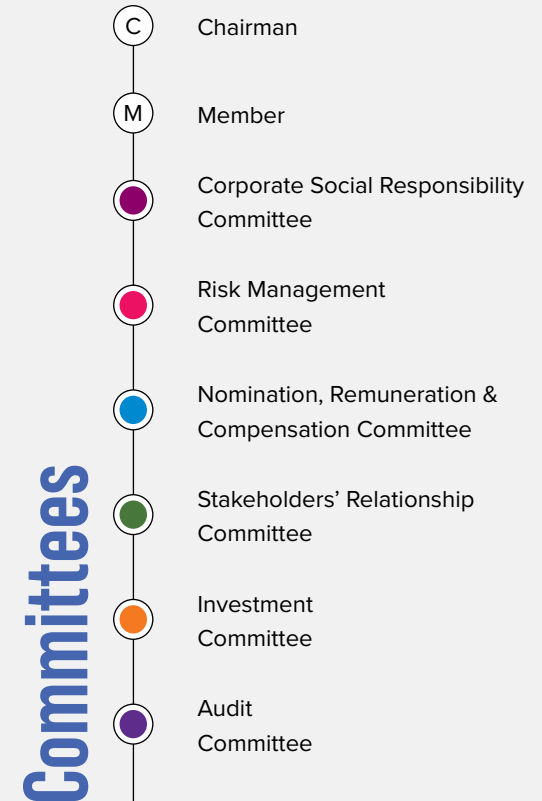 C Chairman
M Member
Corporate Social Responsibility
Committee
Risk Management
Committee
Nomination, Remuneration &
Compensation Committee
Stakeholders’ Relationship
Committee
Investment
Committee
Audit
Committee
Committees